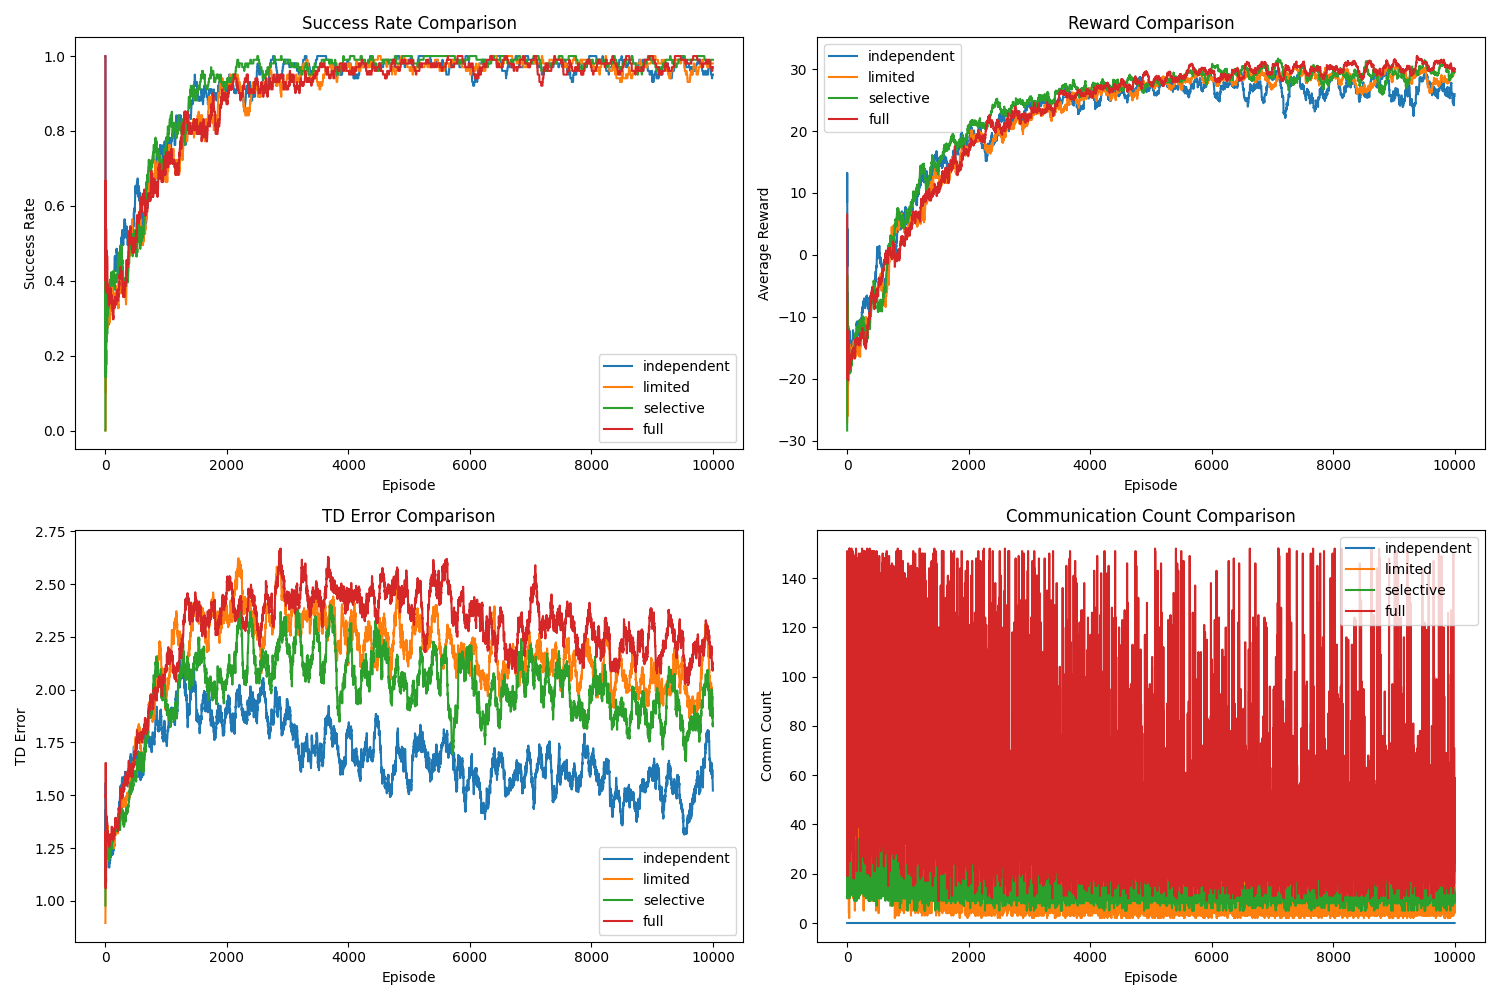 Success Rate Comparison
1.0
0.8
0.6
0.4
0.2
0.0
Success Rate
independent
limited
selective
full
0 2000 4000 6000 8000 10000
Episode
Reward Comparison
30
20
10
0
−10
−20
−30
Average Reward
independent
limited
selective
full
0 2000 4000 6000 8000 10000
Episode
TD Error Comparison
2.75
2.50
2.25
2.00
1.75
1.50
1.25
1.00
TD Error
independent
limited
selective
full
0 2000 4000 6000 8000 10000
Episode
Communication Count Comparison
140
120
100
80
60
40
20
0
Comm Count
independent
limited
selective
full
0 2000 4000 6000 8000 10000
Episode